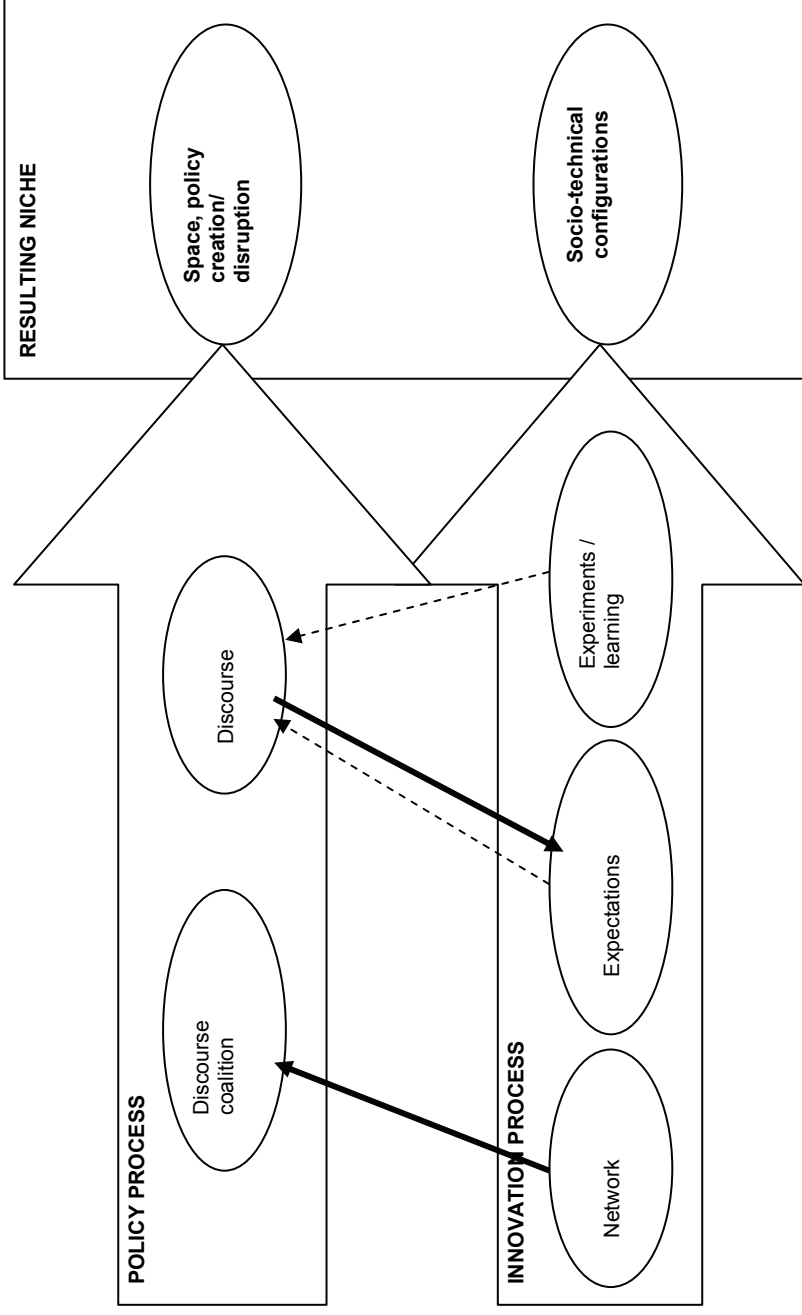 POLICY PROCESS
Discourse
coalition
Discourse
INNOVATION PROCESS
Network
Expectations
Experiments /
learning
RESULTING NICHE
Space, policy
creation/
disruption
Socio-technical
configurations